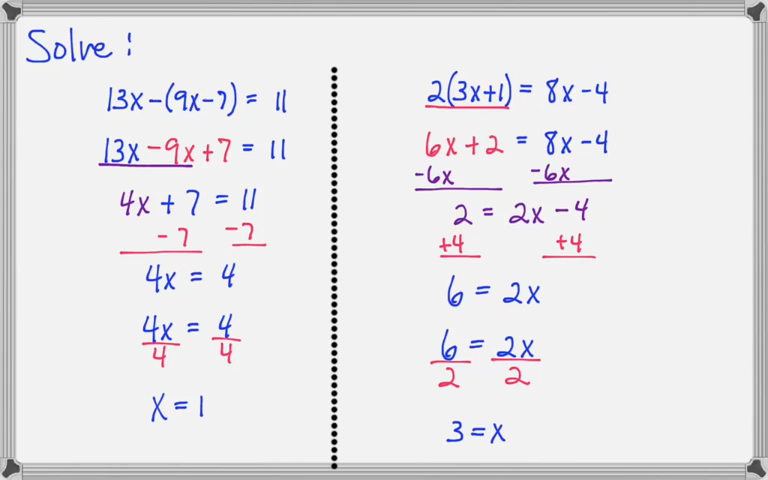 Solve:
13x-(9x-7) = 11
13x -9x +7 = 11
4x + 7 = 11
-7 -7
4x = 4
4x = 4
4 4
x = 1
2(3x+1) = 8x-4
6x+2 = 8x-4
-6x -6x
2 = 2x-4
+4 +4
6 = 2x
6 = 2x
2 2
3 = x